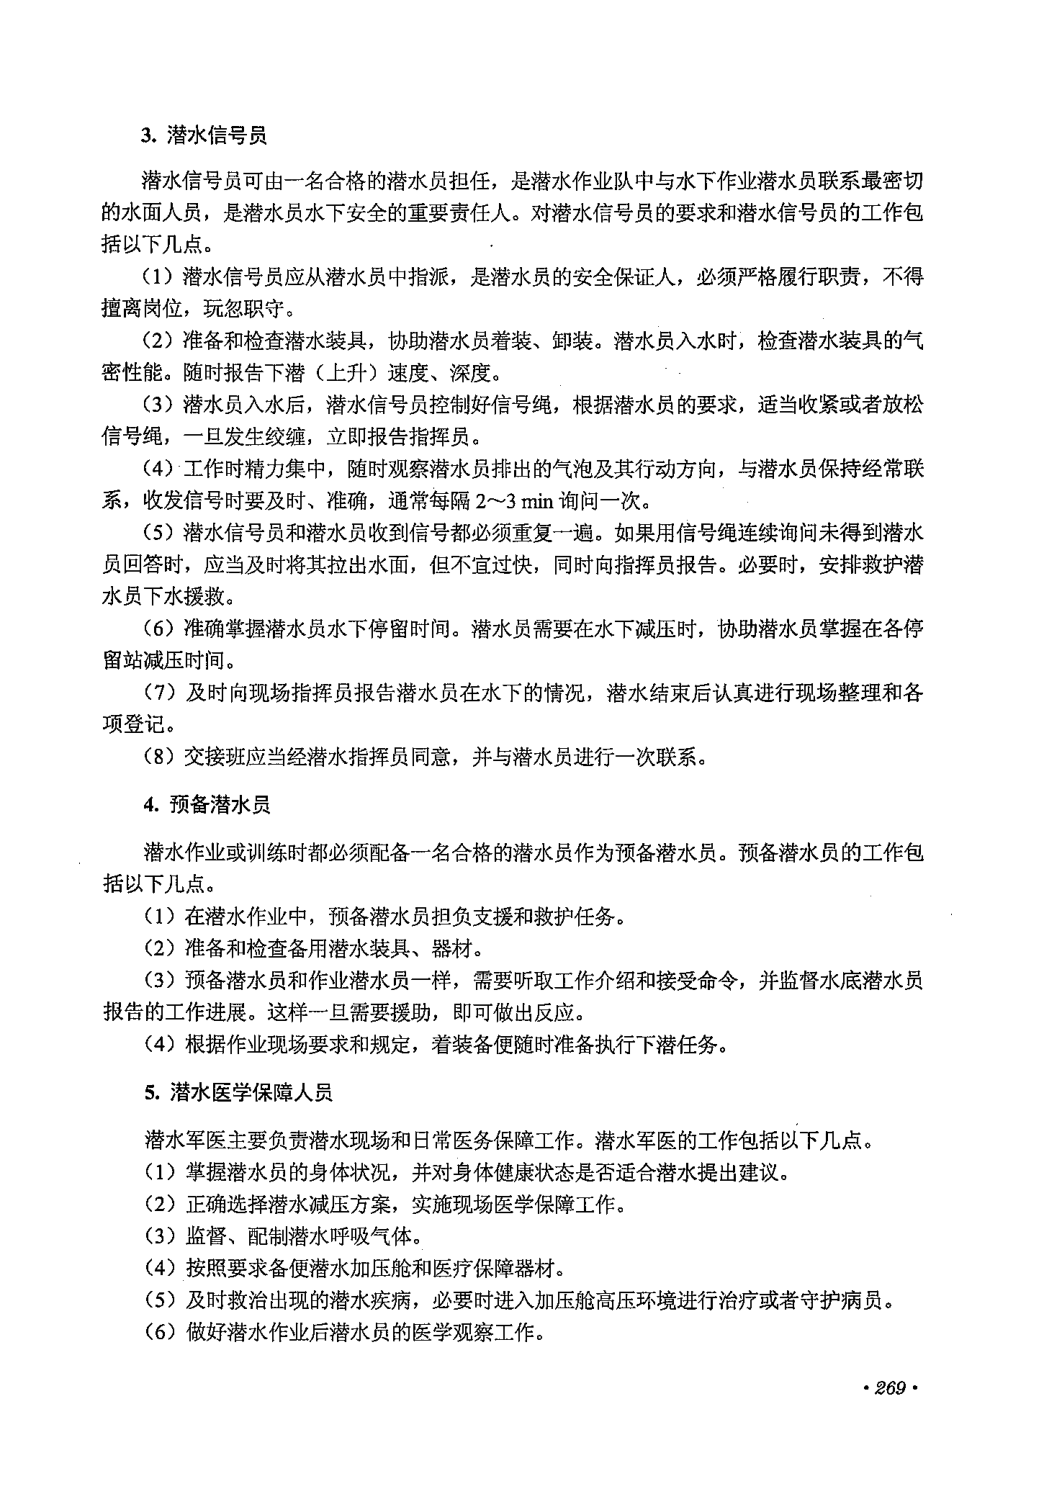 3. 潜水信号员
潜水信号员可由一名合格的潜水员担任，是潜水作业队中与水下作业潜水员联系最密切
的水面人员，是潜水员水下安全的重要责任人。对潜水信号员的要求和潜水信号员的工作包
括以下几点。
（1）潜水信号员应从潜水员中指派，是潜水员的安全保证人，必须严格履行职责，不得
擅离岗位，玩忽职守。
（2）准备和检查潜水装具，协助潜水员着装、卸装。潜水员入水时，检查潜水装具的气
密性能。随时报告下潜（上升）速度、深度。
（3）潜水员入水后，潜水信号员控制好信号绳，根据潜水员的要求，适当收紧或者放松
信号绳，一旦发生绞缠，立即报告指挥员。
（4）工作时精力集中，随时观察潜水员排出的气泡及其行动方向，与潜水员保持经常联
系，收发信号时要及时、准确，通常每隔 2～3 min 询问一次。
（5）潜水信号员和潜水员收到信号都必须重复一遍。如果用信号绳连续询问未得到潜水
员回答时，应当及时将其拉出水面，但不宜过快，同时向指挥员报告。必要时，安排救护潜
水员下水援救。
（6）准确掌握潜水员水下停留时间。潜水员需要在水下减压时，协助潜水员掌握在各停
留站减压时间。
（7）及时向现场指挥员报告潜水员在水下的情况，潜水结束后认真进行现场整理和各
项登记。
（8）交接班应当经潜水指挥员同意，并与潜水员进行一次联系。
4. 预备潜水员
潜水作业或训练时都必须配备一名合格的潜水员作为预备潜水员。预备潜水员的工作包
括以下几点。
（1）在潜水作业中，预备潜水员担负支援和救护任务。
（2）准备和检查备用潜水装具、器材。
（3）预备潜水员和作业潜水员一样，需要听取工作介绍和接受命令，并监督水底潜水员
报告的工作进展。这样一旦需要援助，即可做出反应。
（4）根据作业现场要求和规定，着装备便随时准备执行下潜任务。
5. 潜水医学保障人员
潜水军医主要负责潜水现场和日常医务保障工作。潜水军医的工作包括以下几点。
（1）掌握潜水员的身体状况，并对身体健康状态是否适合潜水提出建议。
（2）正确选择潜水减压方案，实施现场医学保障工作。
（3）监督、配制潜水呼吸气体。
（4）按照要求备便潜水加压舱和医疗保障器材。
（5）及时救治出现的潜水疾病，必要时进入加压舱高压环境进行治疗或者守护病员。
（6）做好潜水作业后潜水员的医学观察工作。
·269·